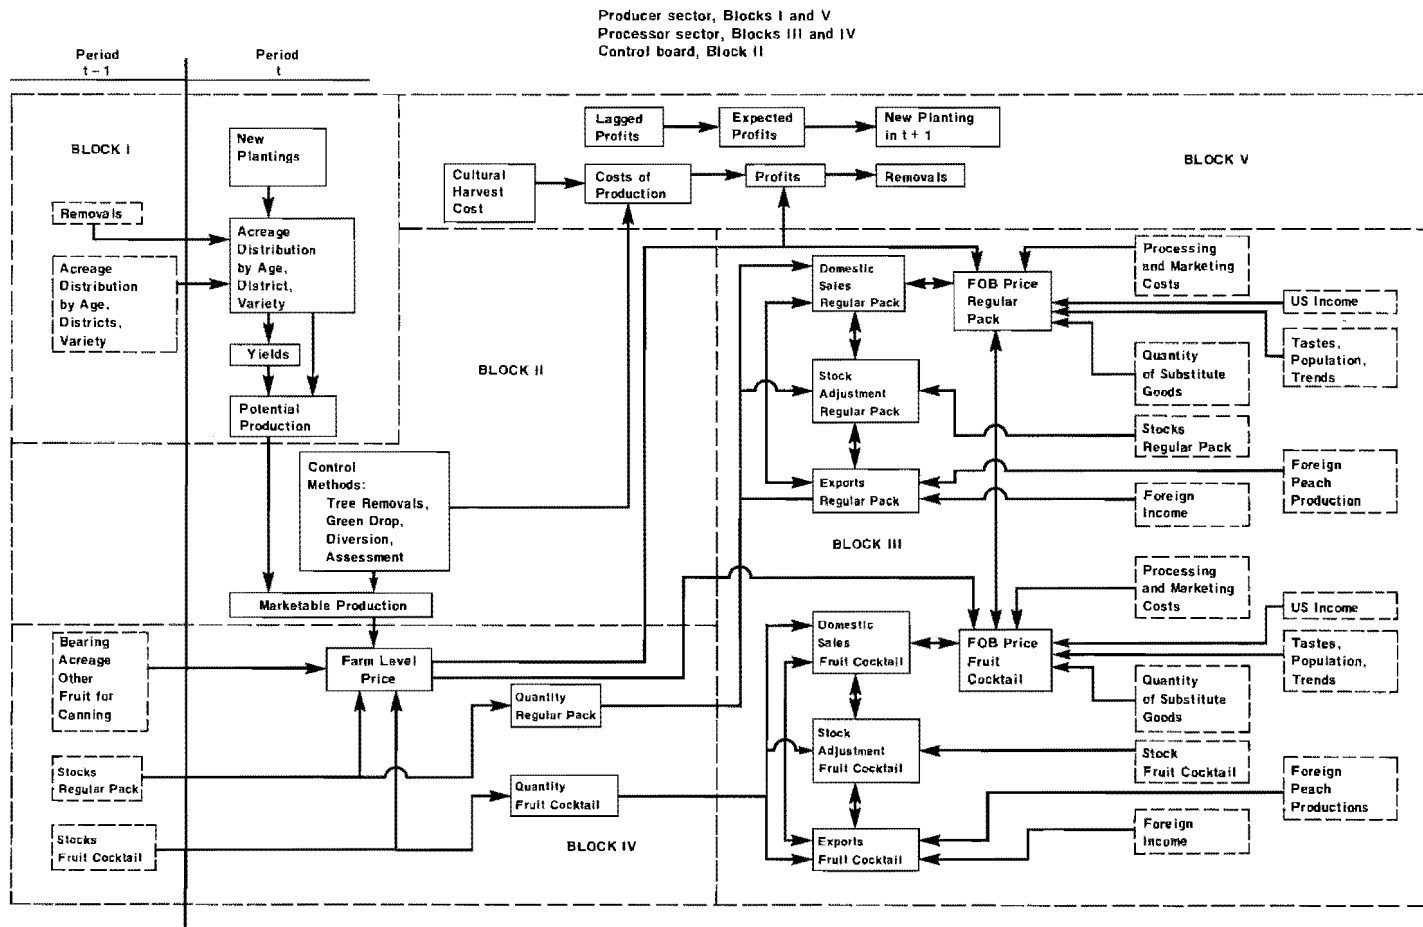 Producer sector, Blocks I and V
Processor sector, Blocks III and IV
Control board, Block II
Period
t – 1
Period
t
BLOCK I
New
Plantings
Removals
Acreage
Distribution
by Age,
Districts,
Variety
Acreage
Distribution
by Age,
District,
Variety
Yields
Potential
Production
Lagged
Profits
Expected
Profits
New Planting
in t + 1
BLOCK V
Cultural
Harvest
Cost
Costs of
Production
Profits
Removals
BLOCK II
Control
Methods:
Tree Removals,
Green Drop,
Diversion,
Assessment
Marketable Production
Domestic
Sales
Regular Pack
FOB Price
Regular
Pack
Processing
and Marketing
Costs
US Income
Tastes,
Population,
Trends
Quantity
of Substitute
Goods
Stock
Adjustment
Regular Pack
Stocks
Regular Pack
Exports
Regular Pack
Foreign
Peach
Production
Foreign
Income
BLOCK III
Processing
and Marketing
Costs
Domestic
Sales
Fruit Cocktail
FOB Price
Fruit
Cocktail
US Income
Tastes,
Population,
Trends
Quantity
of Substitute
Goods
Stock
Adjustment
Fruit Cocktail
Stock
Fruit Cocktail
Foreign
Peach
Productions
Exports
Fruit Cocktail
Foreign
Income
Bearing
Acreage
Other
Fruit for
Canning
Farm Level
Price
Quantity
Regular Pack
Stocks
Regular Pack
Quantity
Fruit Cocktail
Stocks
Fruit Cocktail
BLOCK IV